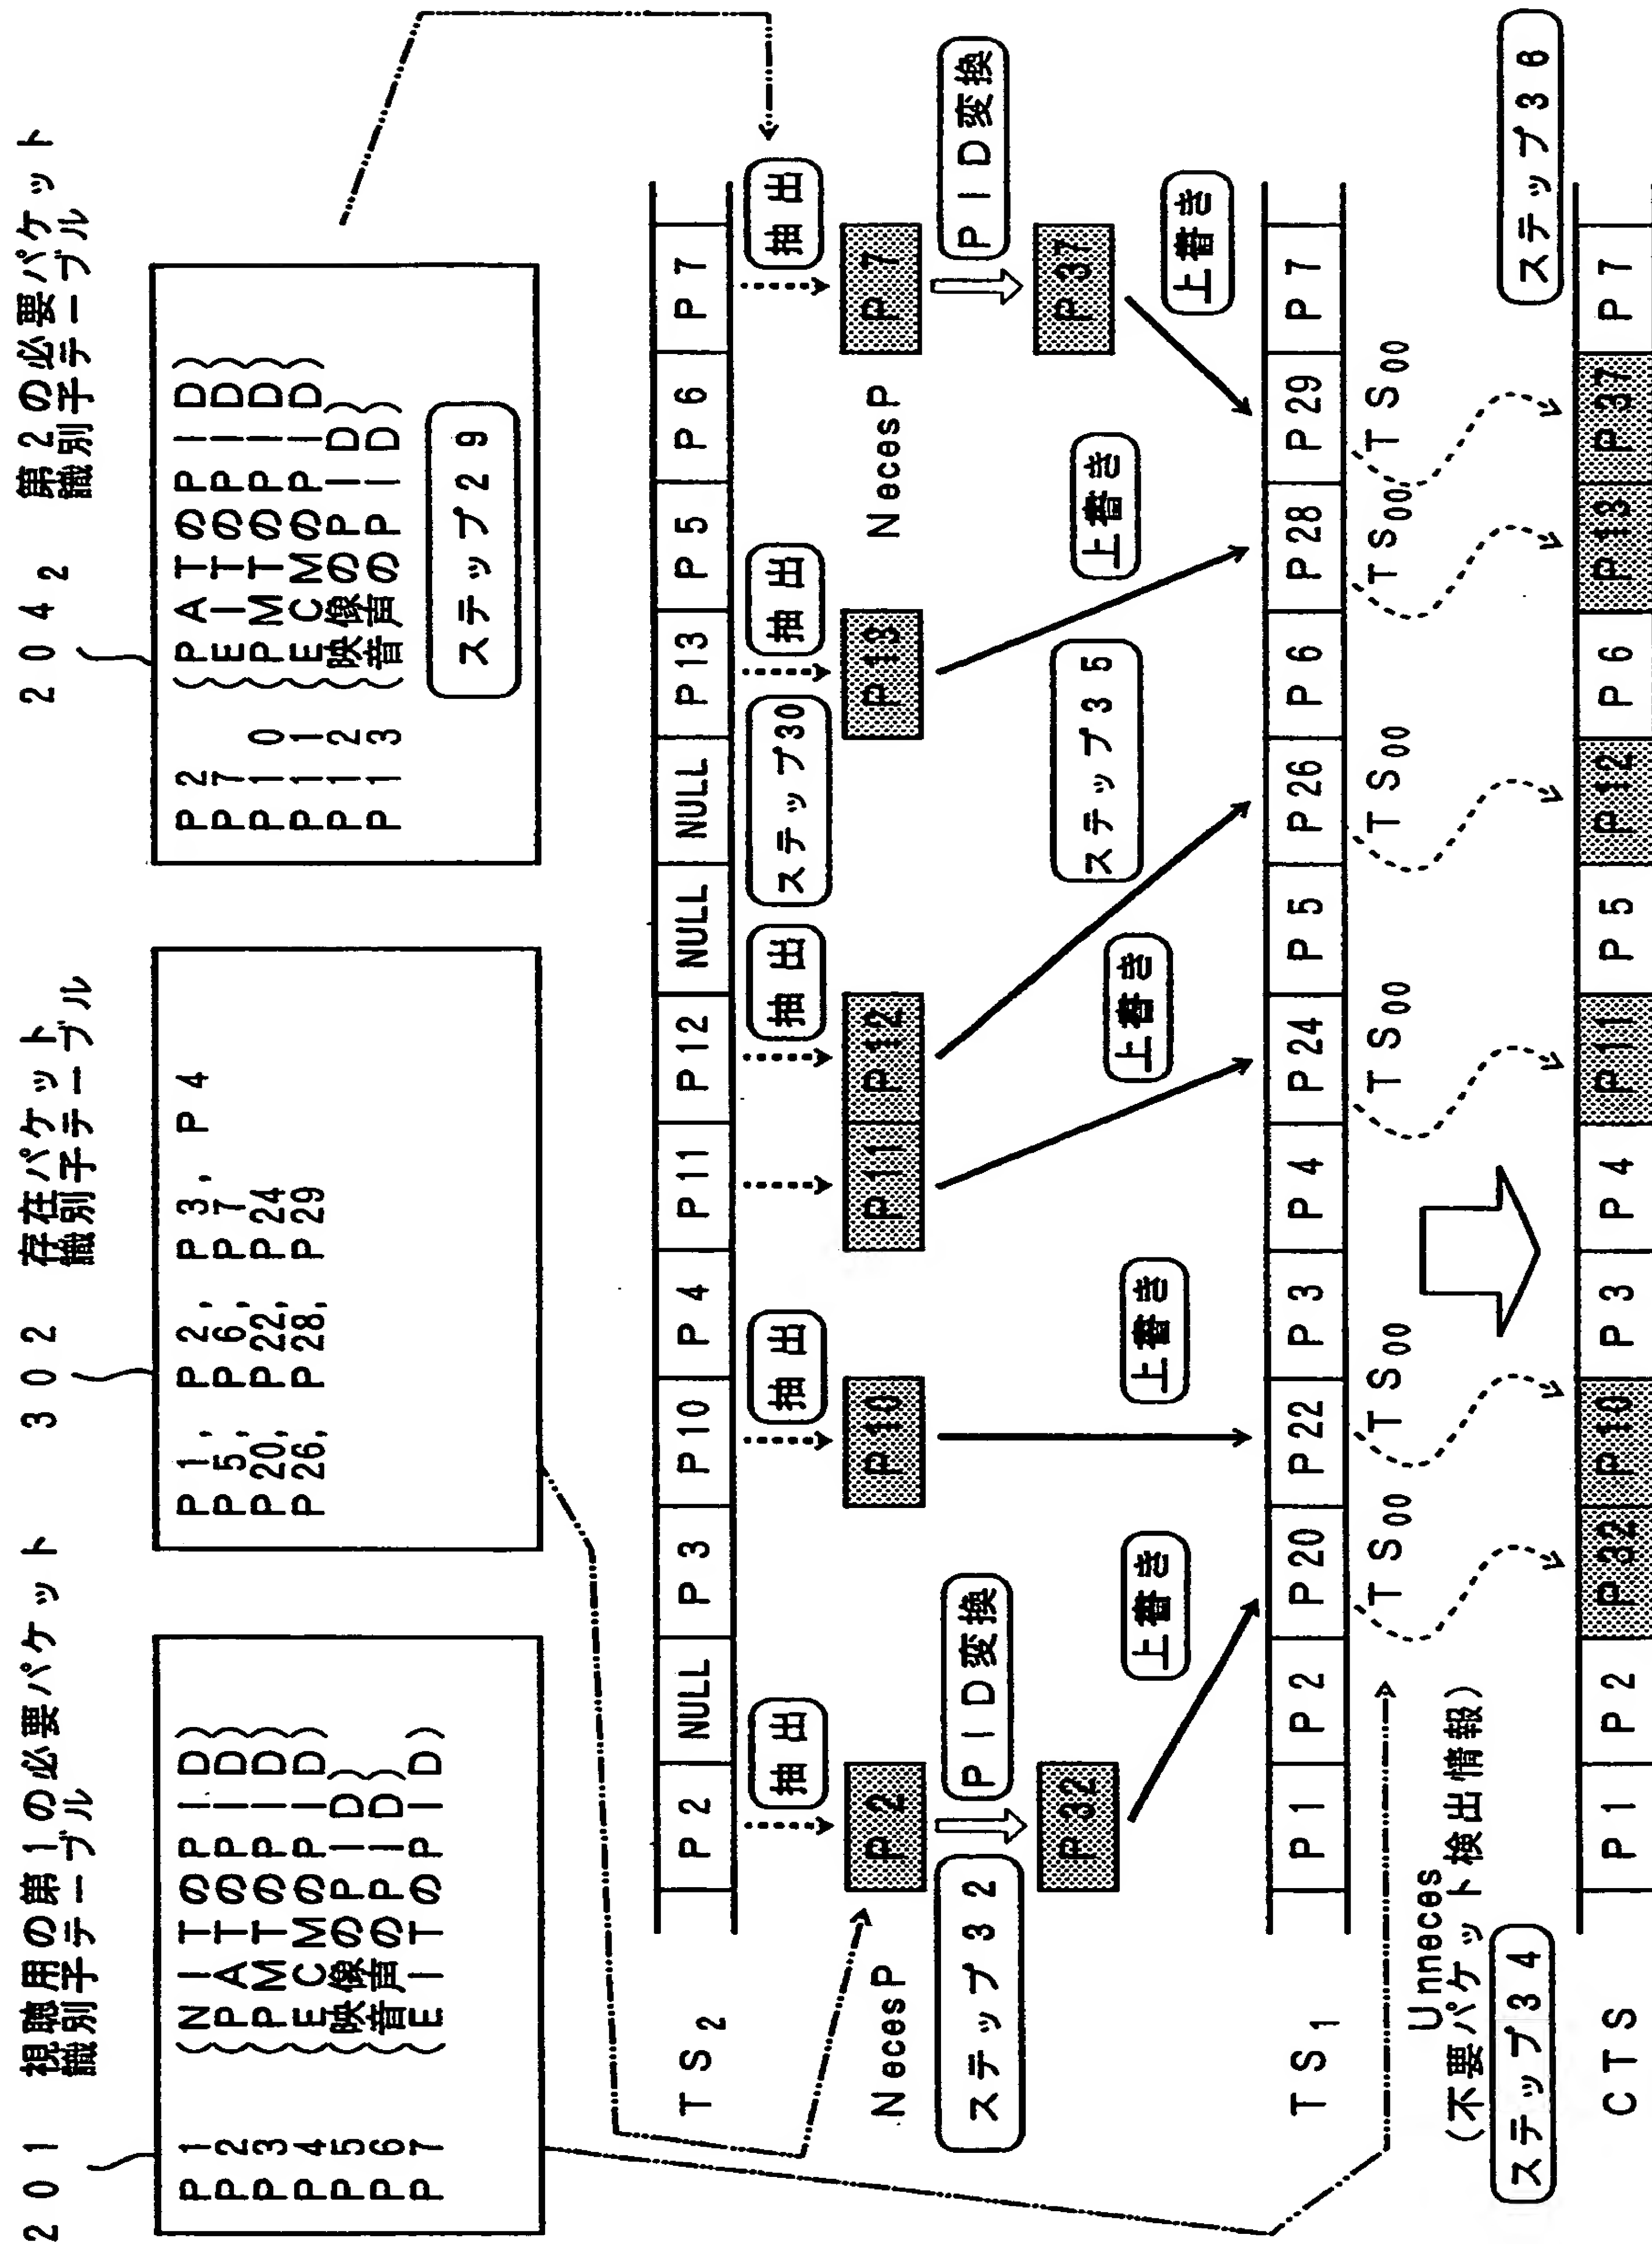 201 視聴用の第1の必要パケット
識別子テーブル
P1 (NITのPID)
P2 (PATのPID)
P3 (PMTのPID)
P4 (ECMのPID)
P5 (映像のPID)
P6 (音声のPID)
P7 (EITのPID)
302 存在パケット
識別子テーブル
P1, P2, P3, P4
P5, P6, P7
P20, P22, P24
P26, P28, P29
204₂ 第2の必要パケット
識別子テーブル
P2 (PATのPID)
P7 (EITのPID)
P10 (PMTのPID)
P11 (ECMのPID)
P12 (映像のPID)
P13 (音声のPID)
ステップ29
TS₂ P2 NULL P3 P10 P4 P11 P12 NULL NULL P13 P5 P6 P7
抽出 抽出 抽出 ステップ30 抽出 抽出
NecesP P2 P10 P11 P12 P13 NecesP P7
ステップ32 PID変換 PID変換
P32 P37
上書き 上書き 上書き ステップ35 上書き 上書き
TS₁ P1 P2 P20 P22 P3 P4 P24 P5 P26 P6 P28 P29 P7
TS₀₀ TS₀₀ TS₀₀ TS₀₀ TS₀₀ TS₀₀
Unneces
(不要パケット検出情報)
ステップ34 ステップ36
CTS P1 P2 P32 P10 P3 P4 P11 P5 P12 P6 P13 P37 P7